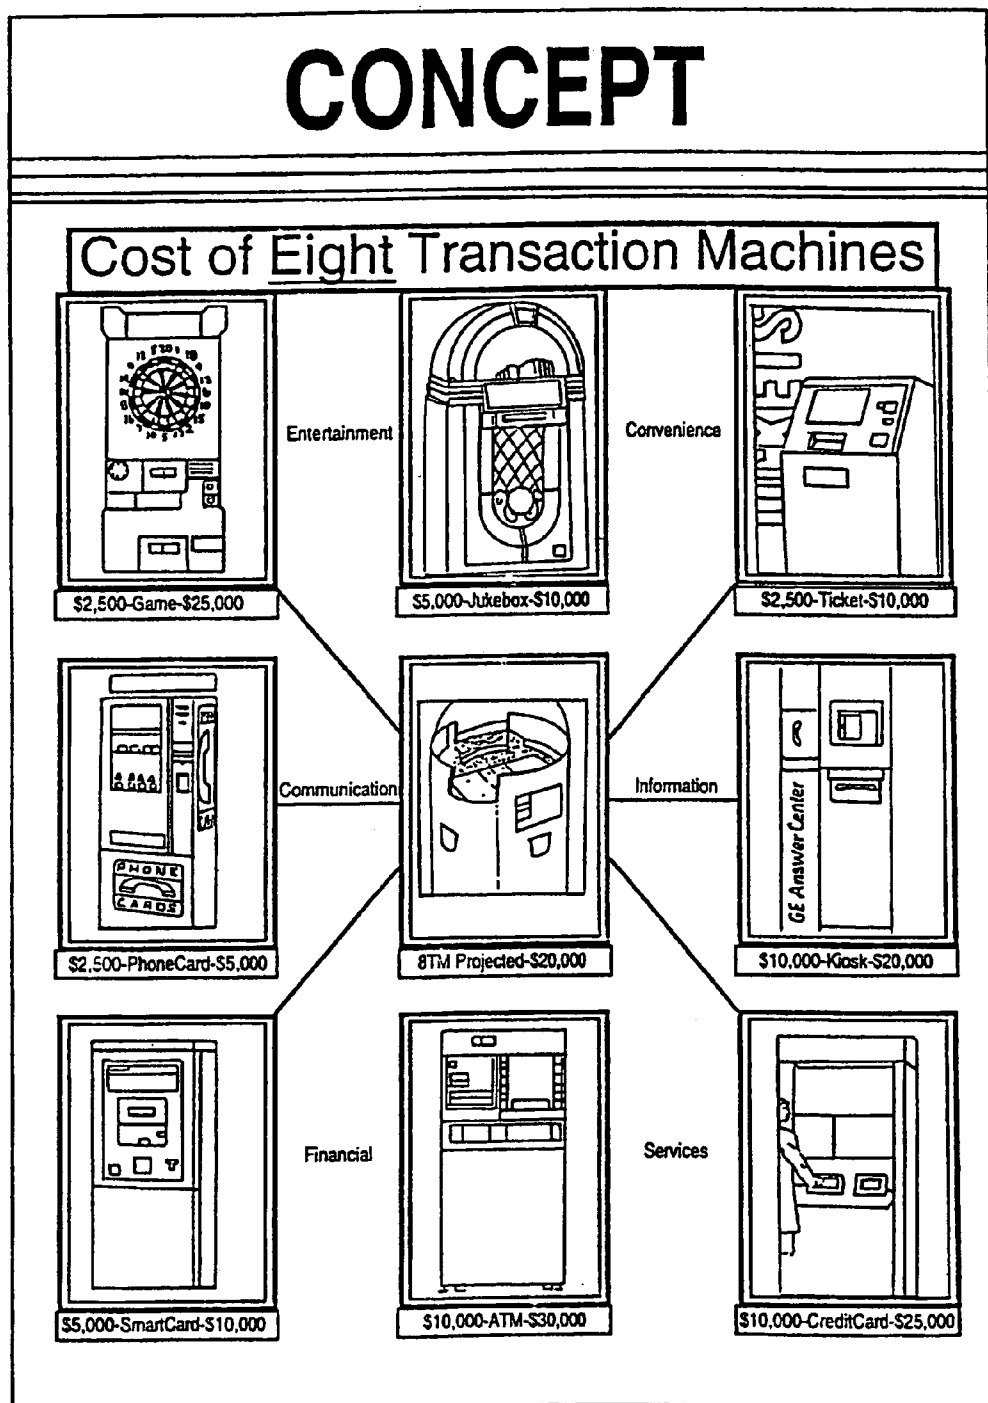 CONCEPT
Cost of Eight Transaction Machines
Entertainment
Convenience
TICKETS
$2,500-Game-$25,000
$5,000-Jukebox-$10,000
$2,500-Ticket-$10,000
PHONE
CARDS
Communication
Information
GE Answer Center
$2,500-PhoneCard-$5,000
8TM Projected-$20,000
$10,000-Kiosk-$20,000
Financial
Services
$5,000-SmartCard-$10,000
$10,000-ATM-$30,000
$10,000-CreditCard-$25,000